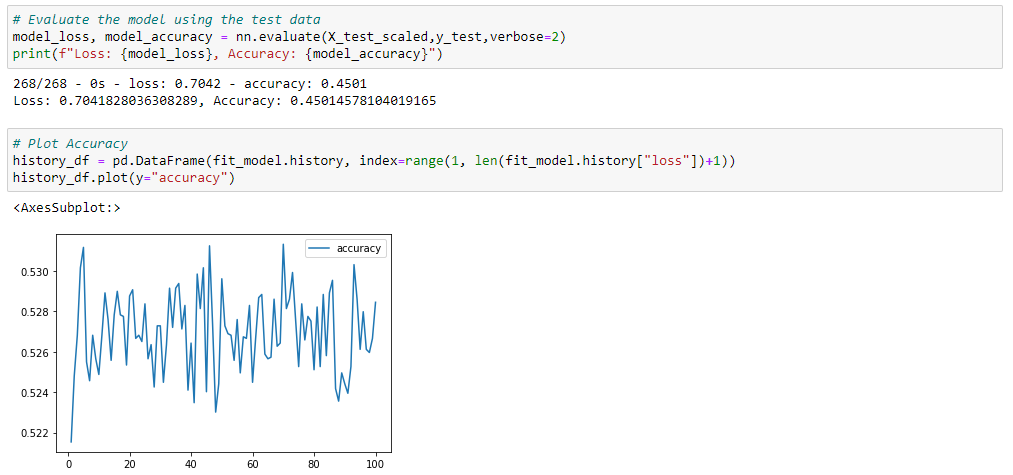 # Evaluate the model using the test data
model_loss, model_accuracy = nn.evaluate(X_test_scaled,y_test,verbose=2)
print(f"Loss: {model_loss}, Accuracy: {model_accuracy}")
268/268 - 0s - loss: 0.7042 - accuracy: 0.4501
Loss: 0.7041828036308289, Accuracy: 0.45014578104019165
# Plot Accuracy
history_df = pd.DataFrame(fit_model.history, index=range(1, len(fit_model.history["loss"])+1))
history_df.plot(y="accuracy")
<AxesSubplot:>
accuracy
0.530
0.528
0.526
0.524
0.522
0 20 40 60 80 100